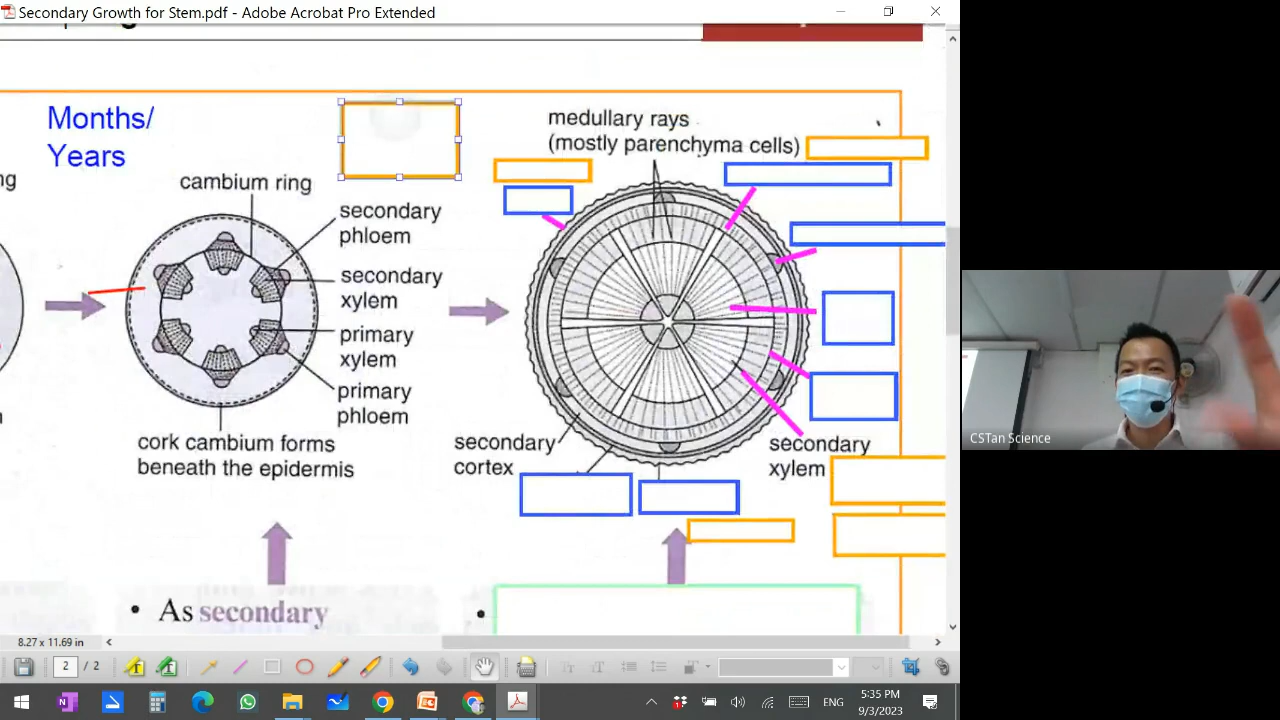 Secondary Growth for Stem.pdf - Adobe Acrobat Pro Extended
Months/
Years
cambium ring
secondary
phloem
secondary
xylem
primary
xylem
primary
phloem
cork cambium forms
beneath the epidermis
medullary rays
(mostly parenchyma cells)
secondary
cortex
secondary
xylem
• As secondary
•
CSTan Science
8.27 x 11.69 in
2 / 2
ENG
5:35 PM
9/3/2023